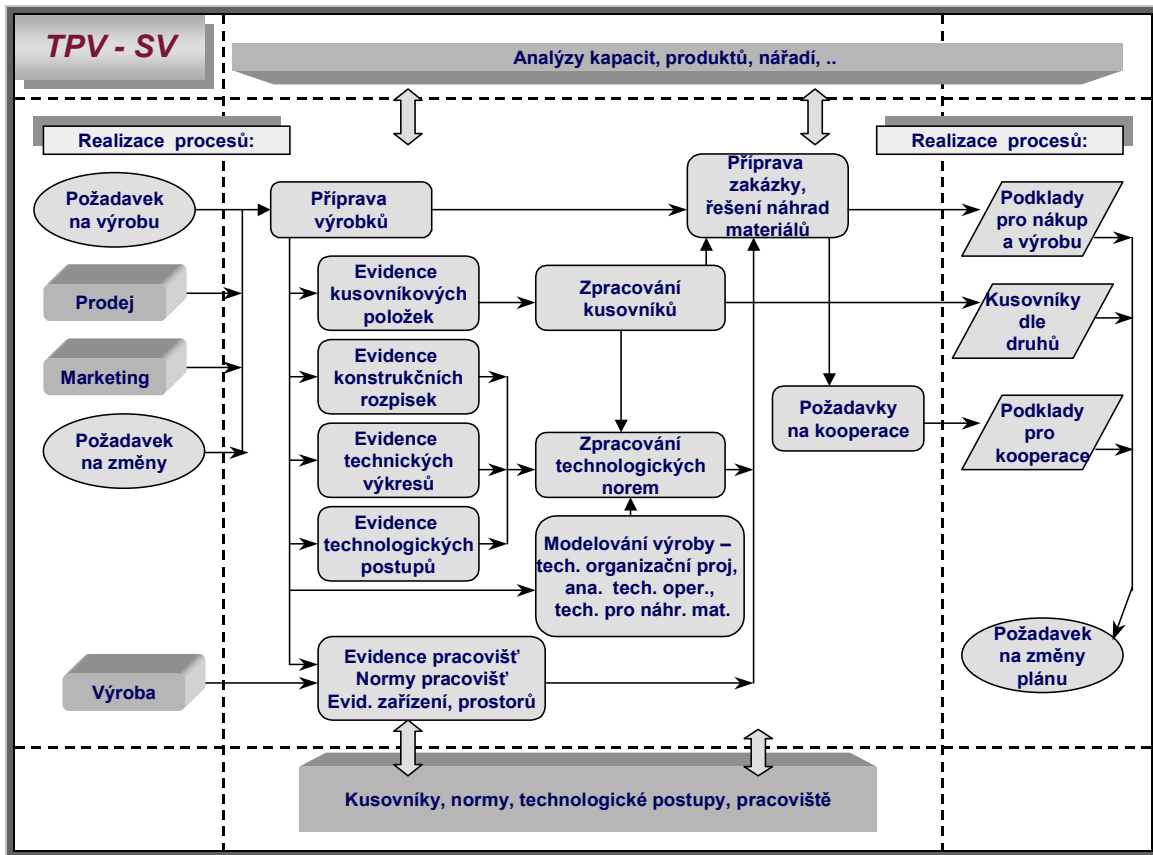 TPV - SV
Analýzy kapacit, produktů, nářadí, ..
Realizace procesů:
Realizace procesů:
Požadavek
na výrobu
Příprava
výrobků
Příprava
zakázky,
řešení náhrad
materiálů
Podklady
pro nákup
a výrobu
Prodej
Evidence
kusovníkových
položek
Zpracování
kusovníků
Kusovníky
dle
druhů
Marketing
Evidence
konstrukčních
rozpisek
Požadavky
na kooperace
Podklady
pro
kooperace
Požadavek
na změny
Evidence
technických
výkresů
Zpracování
technologických
norem
Evidence
technologických
postupů
Modelování výroby –
tech. organizační proj,
ana. tech. oper.,
tech. pro náhr. mat.
Požadavek
na změny
plánu
Výroba
Evidence pracovišť
Normy pracovišť
Evid. zařízení, prostorů
Kusovníky, normy, technologické postupy, pracoviště